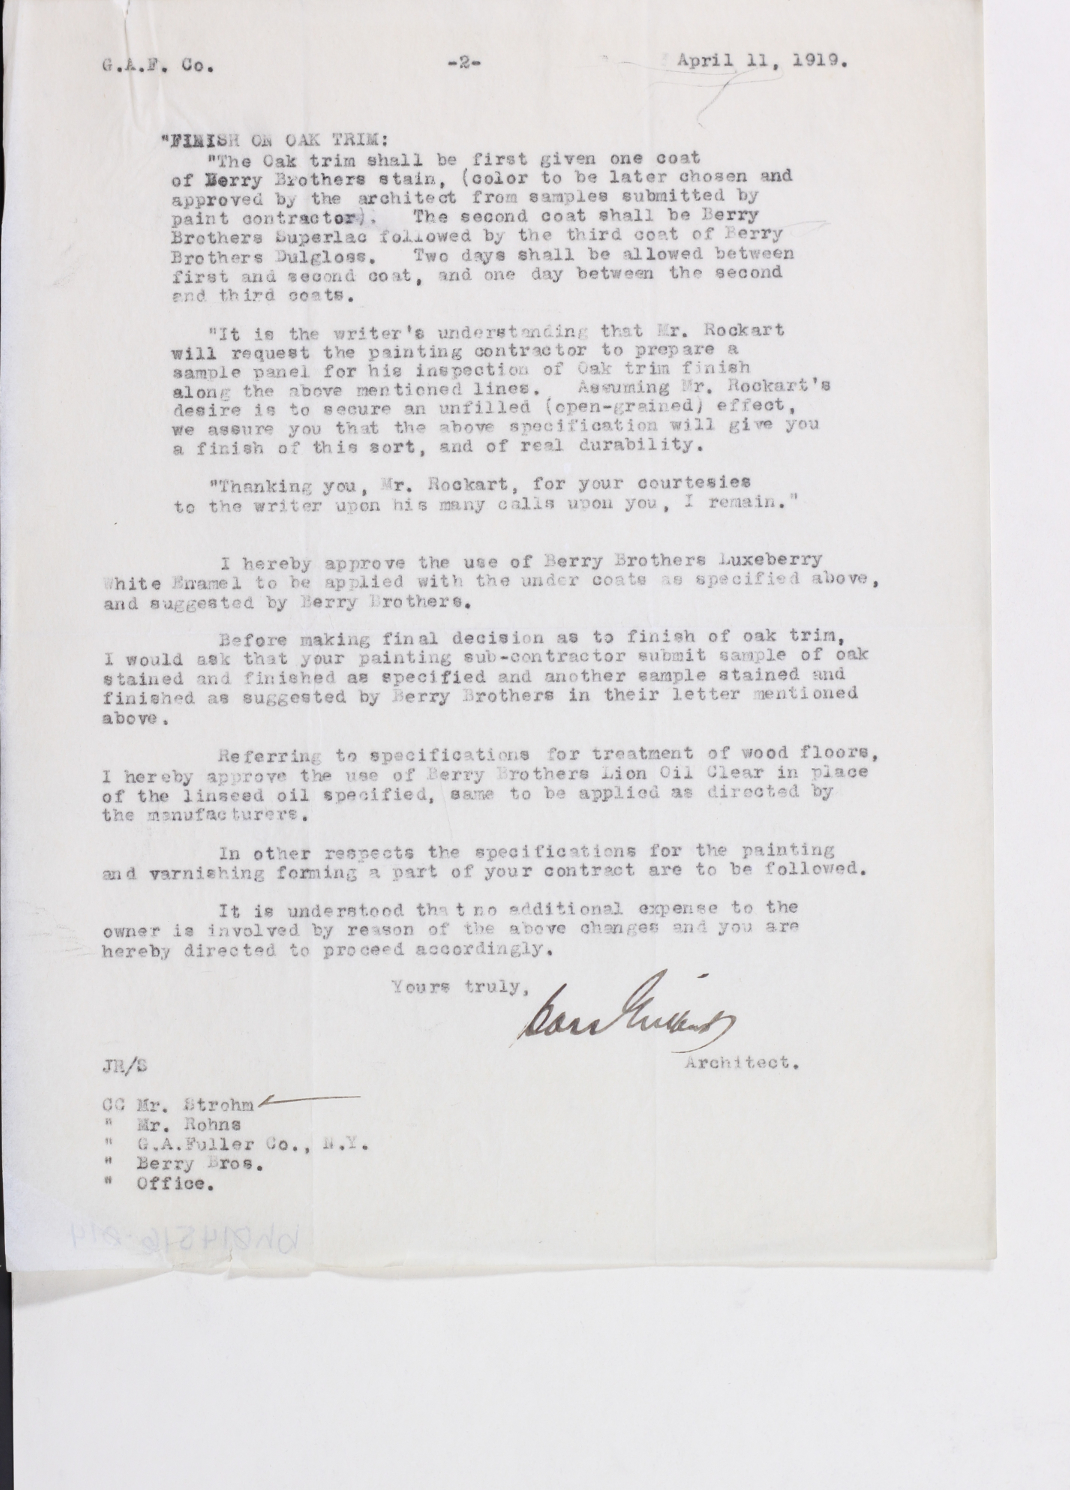 G.A.F. Co. -2- April 11, 1919.
"FINISH ON OAK TRIM:
"The Oak trim shall be first given one coat
of Berry Brothers stain, (color to be later chosen and
approved by the architect from samples submitted by
paint contractor). The second coat shall be Berry
Brothers Superlac followed by the third coat of Berry
Brothers Dulgloss. Two days shall be allowed between
first and second coat, and one day between the second
and third coats.
"It is the writer's understanding that Mr. Rockart
will request the painting contractor to prepare a
sample panel for his inspection of Oak trim finish
along the above mentioned lines. Assuming Mr. Rockart's
desire is to secure an unfilled (open-grained) effect,
we assure you that the above specification will give you
a finish of this sort, and of real durability.
"Thanking you, Mr. Rockart, for your courtesies
to the writer upon his many calls upon you, I remain."
I hereby approve the use of Berry Brothers Luxeberry
White Enamel to be applied with the under coats as specified above,
and suggested by Berry Brothers.
Before making final decision as to finish of oak trim,
I would ask that your painting sub-contractor submit sample of oak
stained and finished as specified and another sample stained and
finished as suggested by Berry Brothers in their letter mentioned
above.
Referring to specifications for treatment of wood floors,
I hereby approve the use of Berry Brothers Lion Oil Clear in place
of the linseed oil specified, same to be applied as directed by
the manufacturers.
In other respects the specifications for the painting
and varnishing forming a part of your contract are to be followed.
It is understood that no additional expense to the
owner is involved by reason of the above changes and you are
hereby directed to proceed accordingly.
Yours truly,
Architect.
JR/S
CC Mr. Strohm
" Mr. Rohns
" G.A.Fuller Co., N.Y.
" Berry Bros.
" Office.